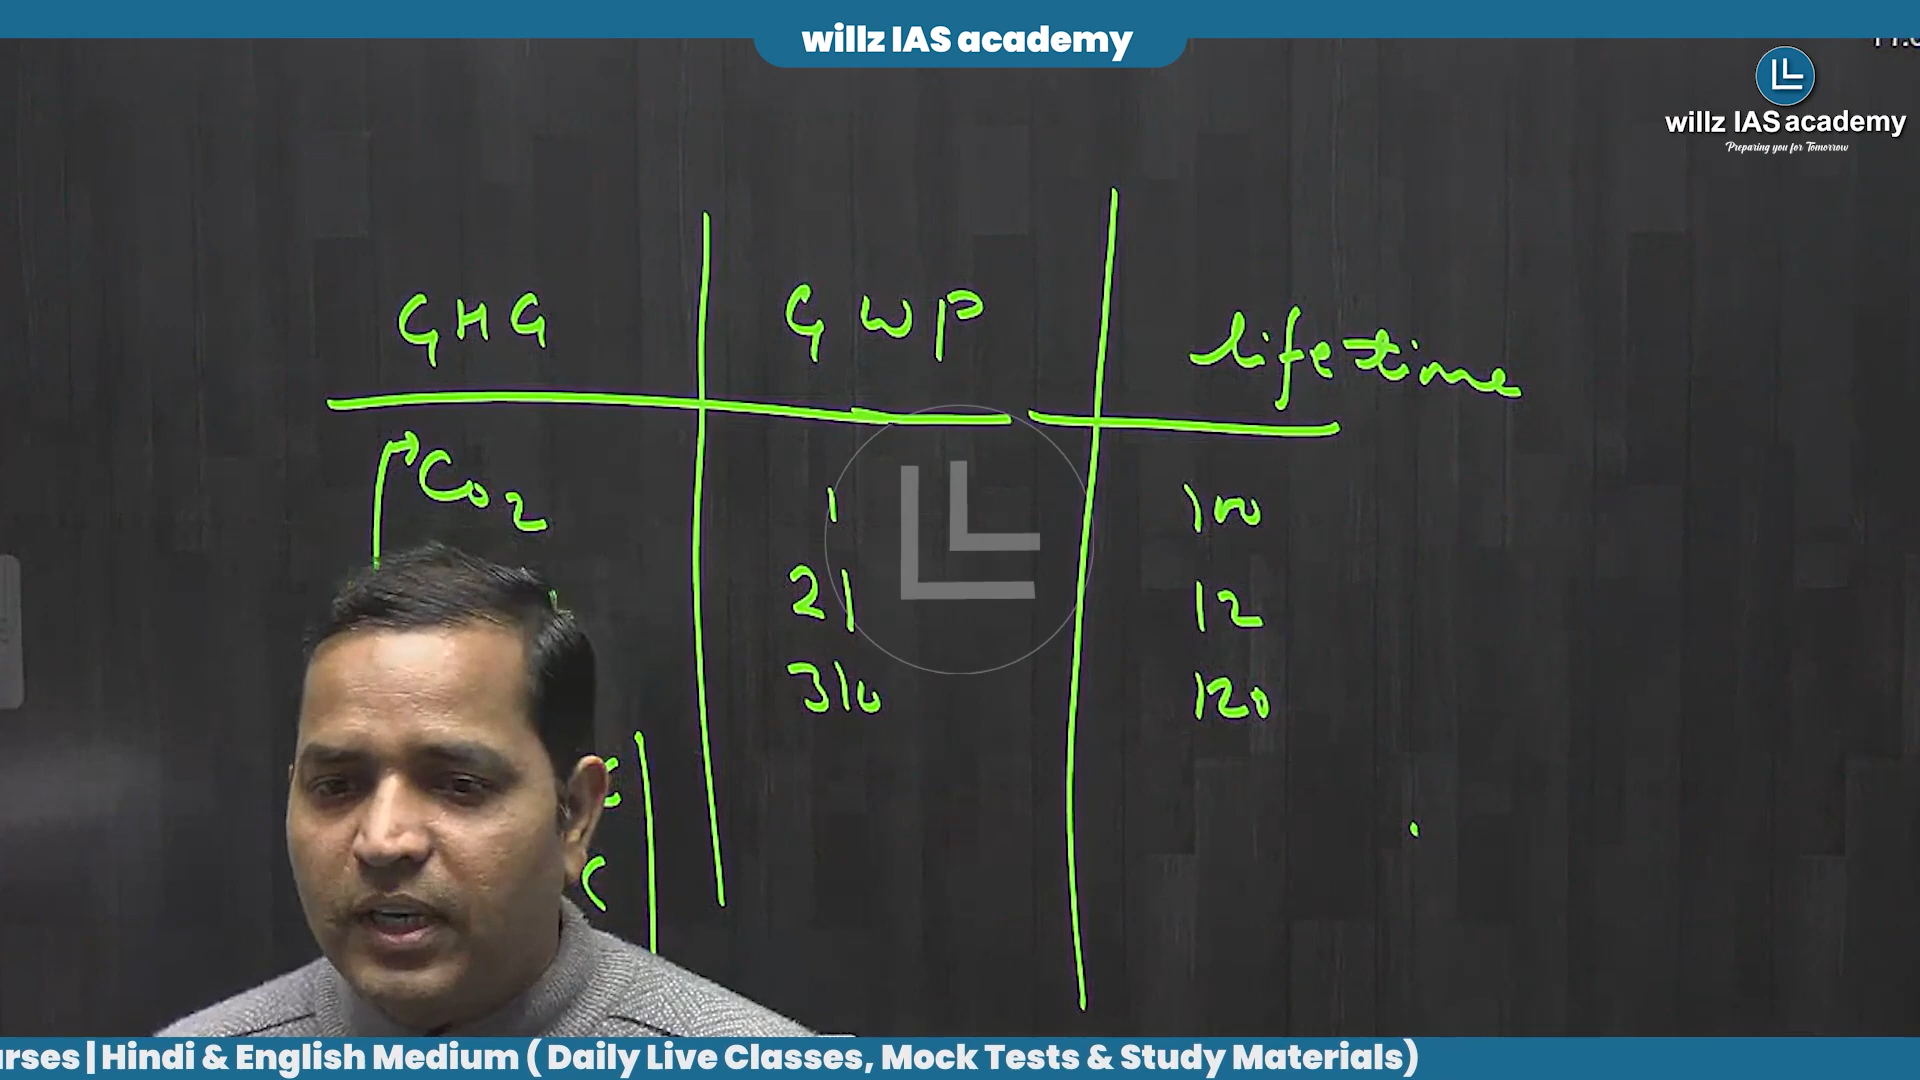 willz IAS academy
willz IAS academy
Preparing you for Tomorrow
GHG GWP lifetime
CO2 1 100
21 12
310 120
C
urses | Hindi & English Medium ( Daily Live Classes, Mock Tests & Study Materials)